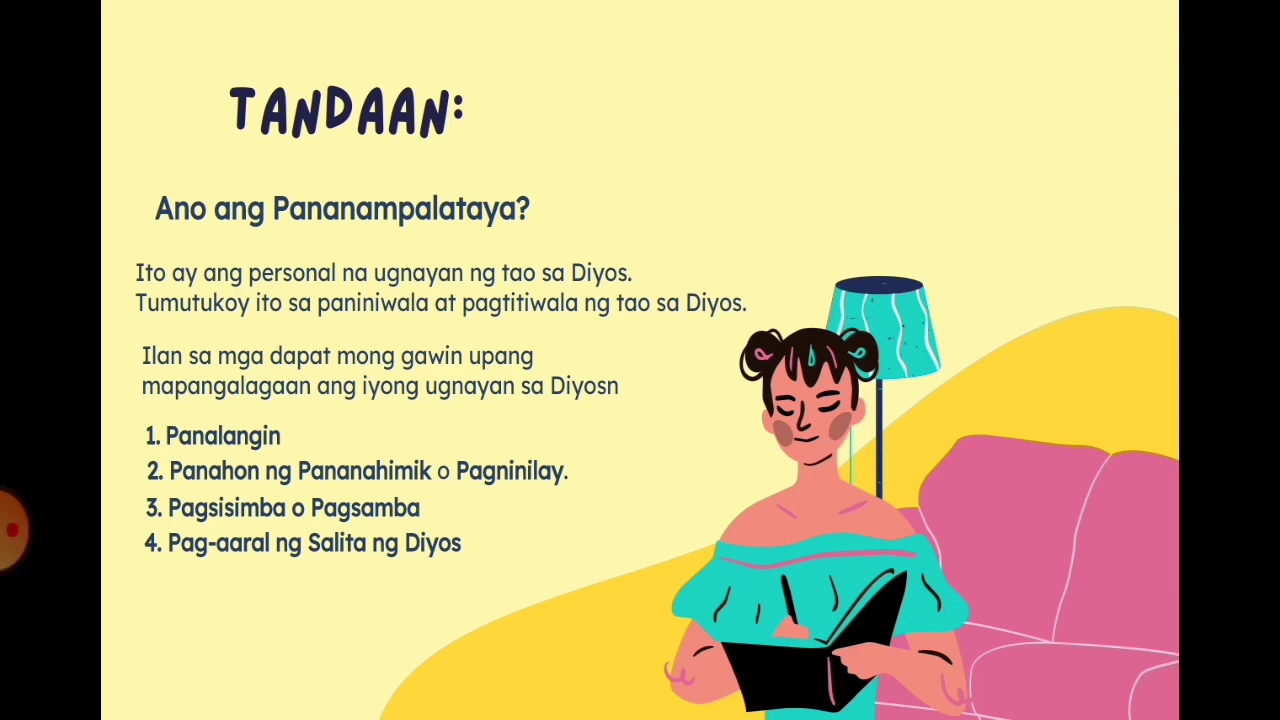 TANDAAN:
Ano ang Pananampalataya?
Ito ay ang personal na ugnayan ng tao sa Diyos.
Tumutukoy ito sa paniniwala at pagtitiwala ng tao sa Diyos.
Ilan sa mga dapat mong gawin upang
mapangalagaan ang iyong ugnayan sa Diyosn
1. Panalangin
2. Panahon ng Pananahimik o Pagninilay.
3. Pagsisimba o Pagsamba
4. Pag-aaral ng Salita ng Diyos